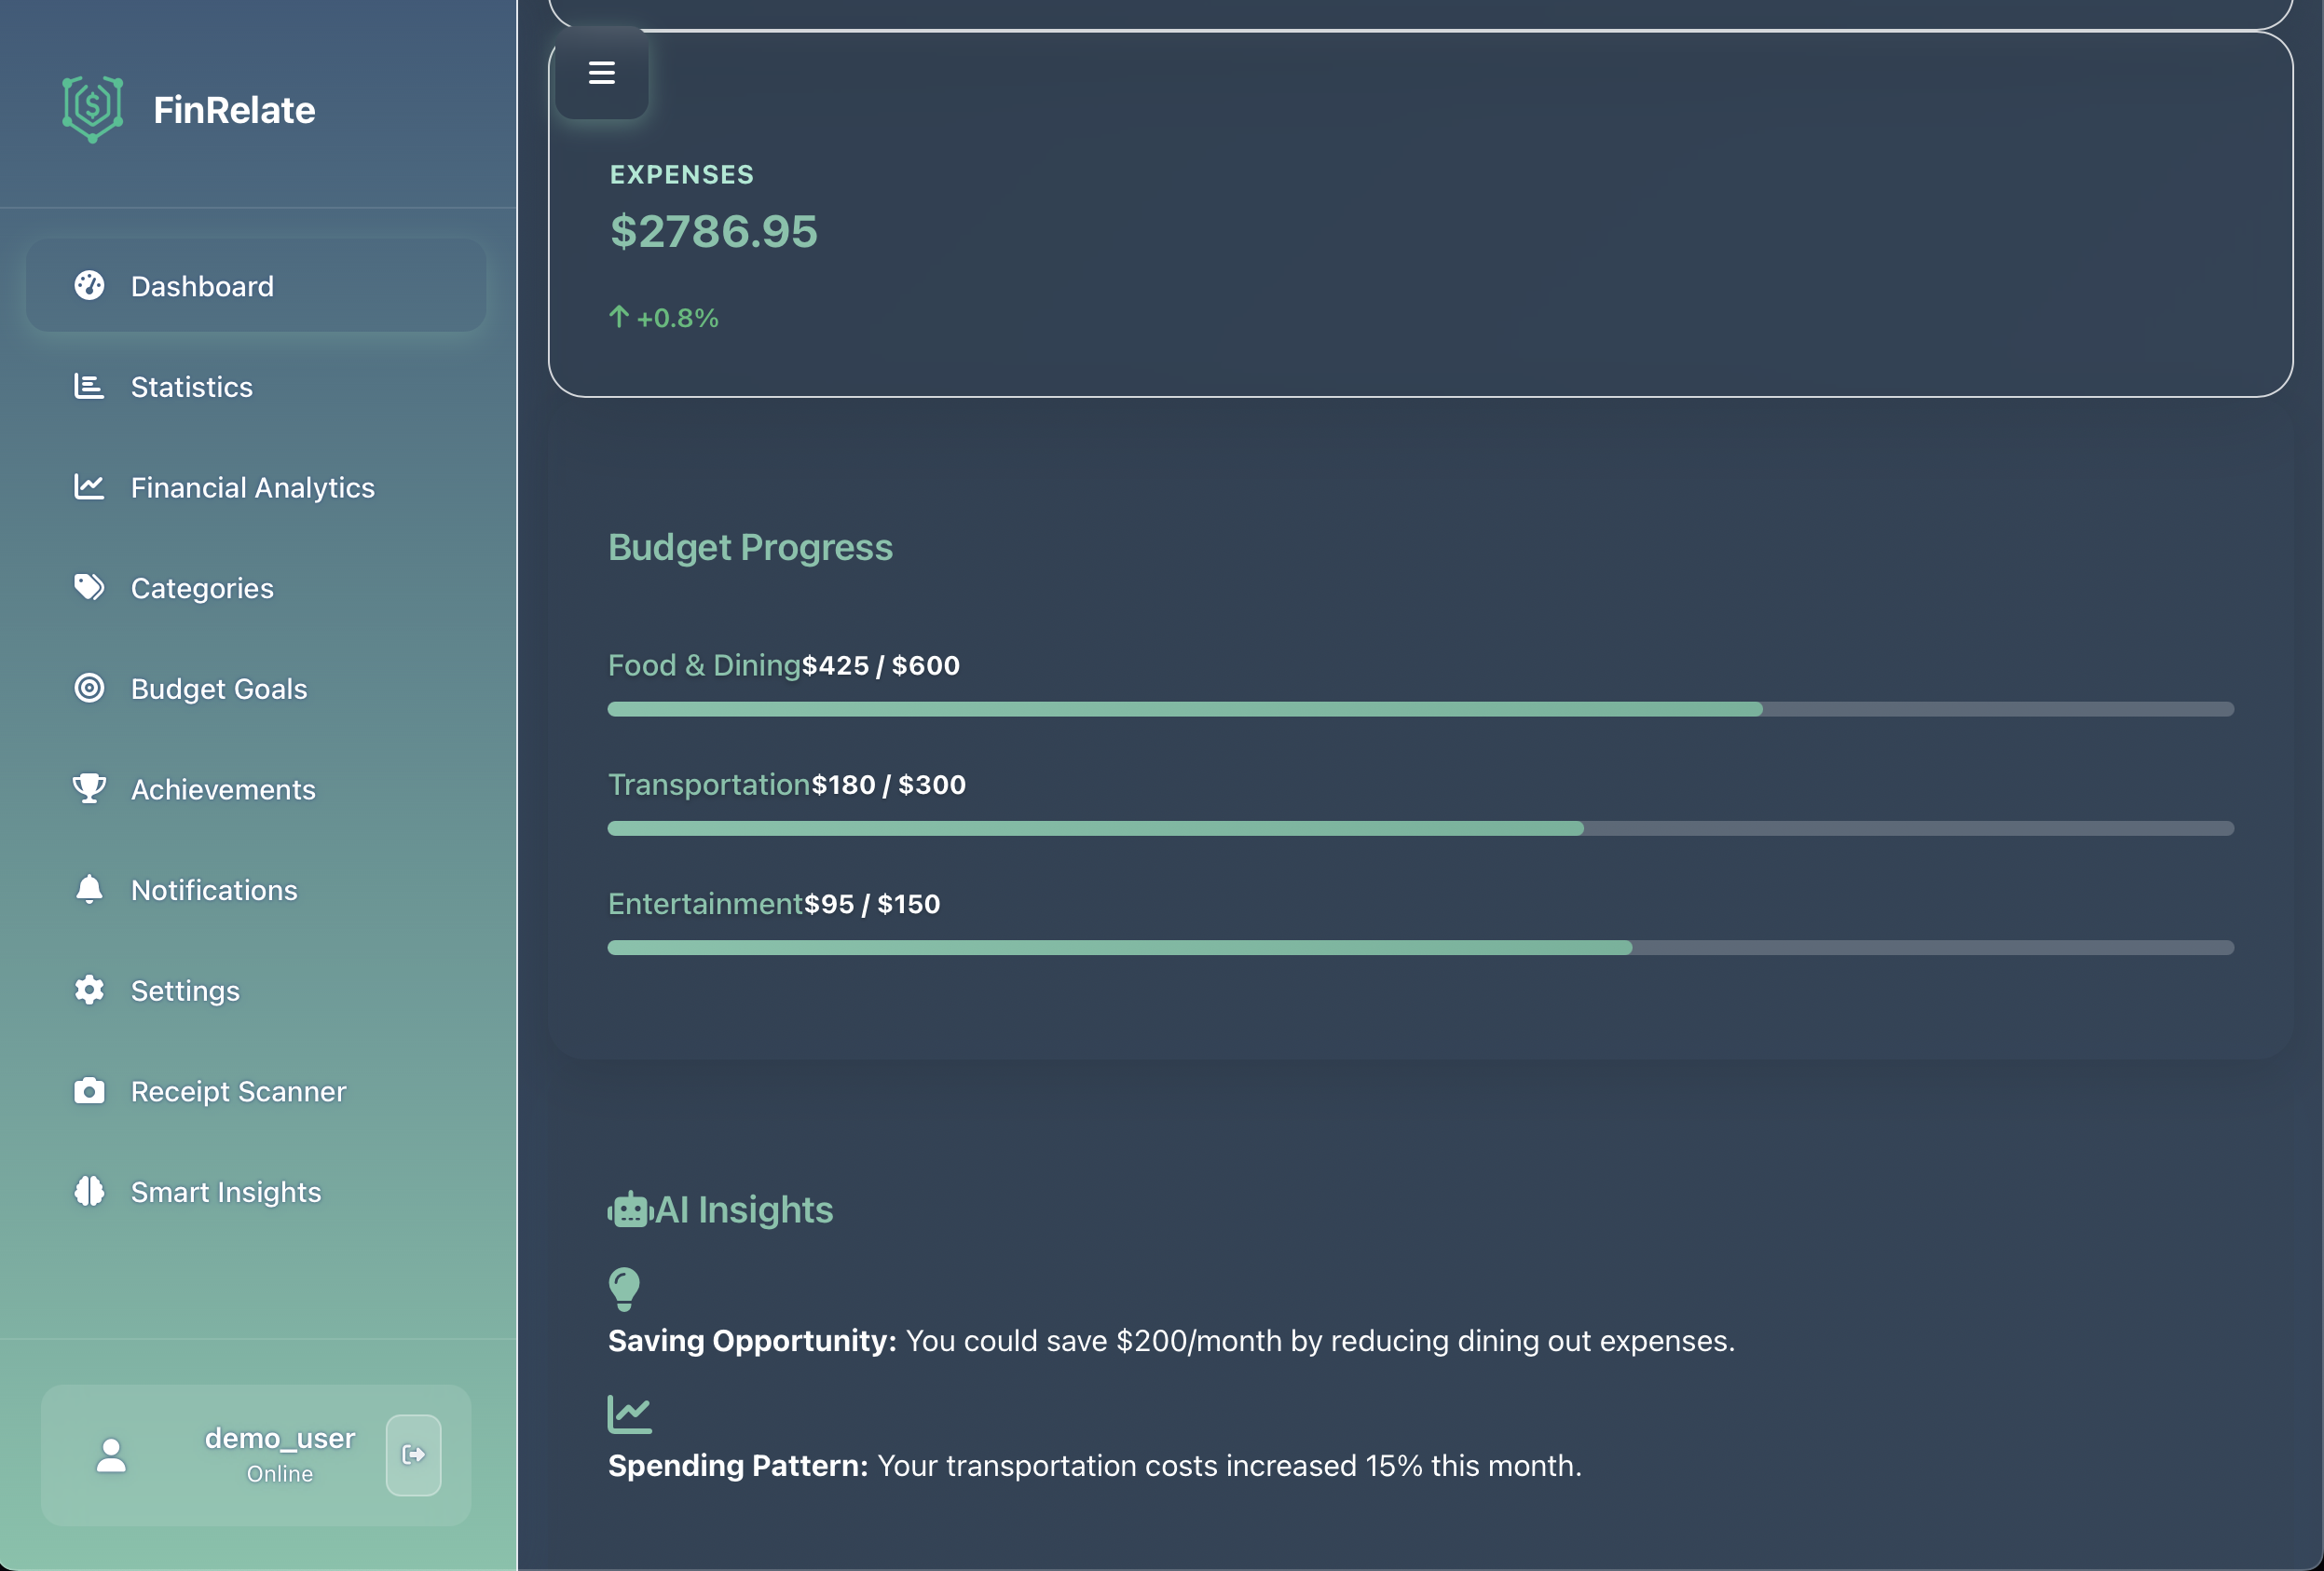 FinRelate
Dashboard
Statistics
Financial Analytics
Categories
Budget Goals
Achievements
Notifications
Settings
Receipt Scanner
Smart Insights
demo_user
Online
EXPENSES
$2786.95
+0.8%
Budget Progress
Food & Dining$425 / $600
Transportation$180 / $300
Entertainment$95 / $150
AI Insights
Saving Opportunity: You could save $200/month by reducing dining out expenses.
Spending Pattern: Your transportation costs increased 15% this month.